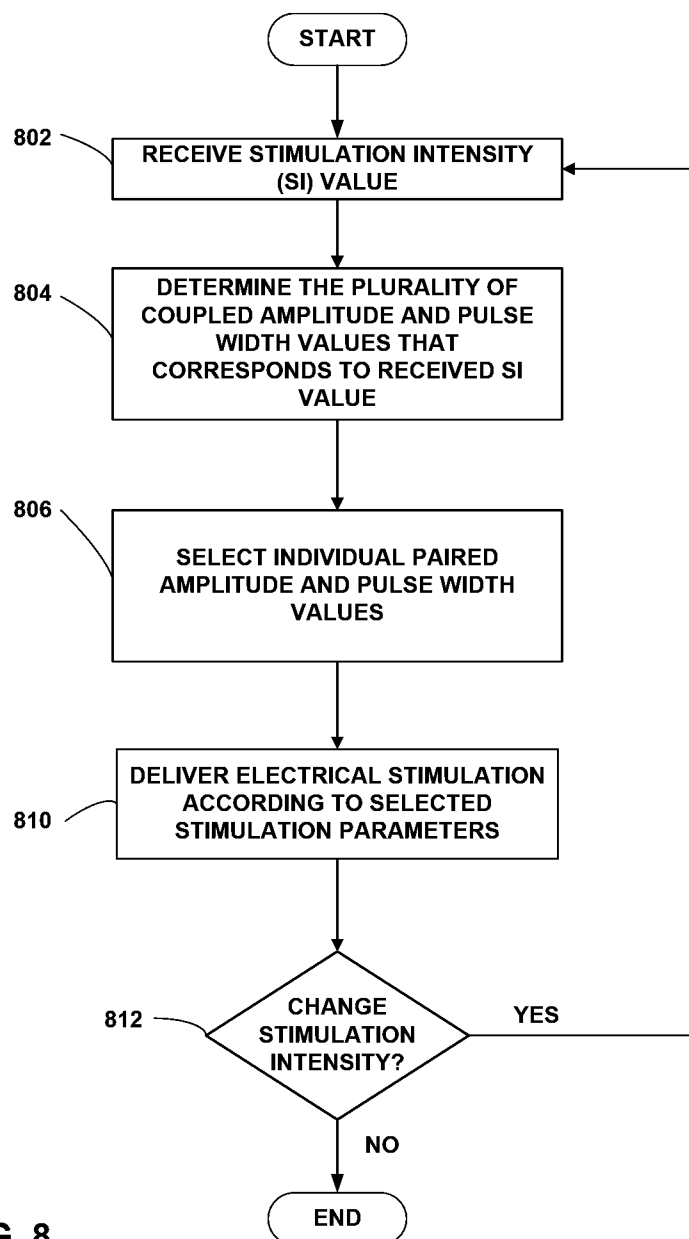 START
802
RECEIVE STIMULATION INTENSITY
(SI) VALUE
804
DETERMINE THE PLURALITY OF
COUPLED AMPLITUDE AND PULSE
WIDTH VALUES THAT
CORRESPONDS TO RECEIVED SI
VALUE
806
SELECT INDIVIDUAL PAIRED
AMPLITUDE AND PULSE WIDTH
VALUES
810
DELIVER ELECTRICAL STIMULATION
ACCORDING TO SELECTED
STIMULATION PARAMETERS
812
CHANGE
STIMULATION
INTENSITY?
YES
NO
END
G. 8